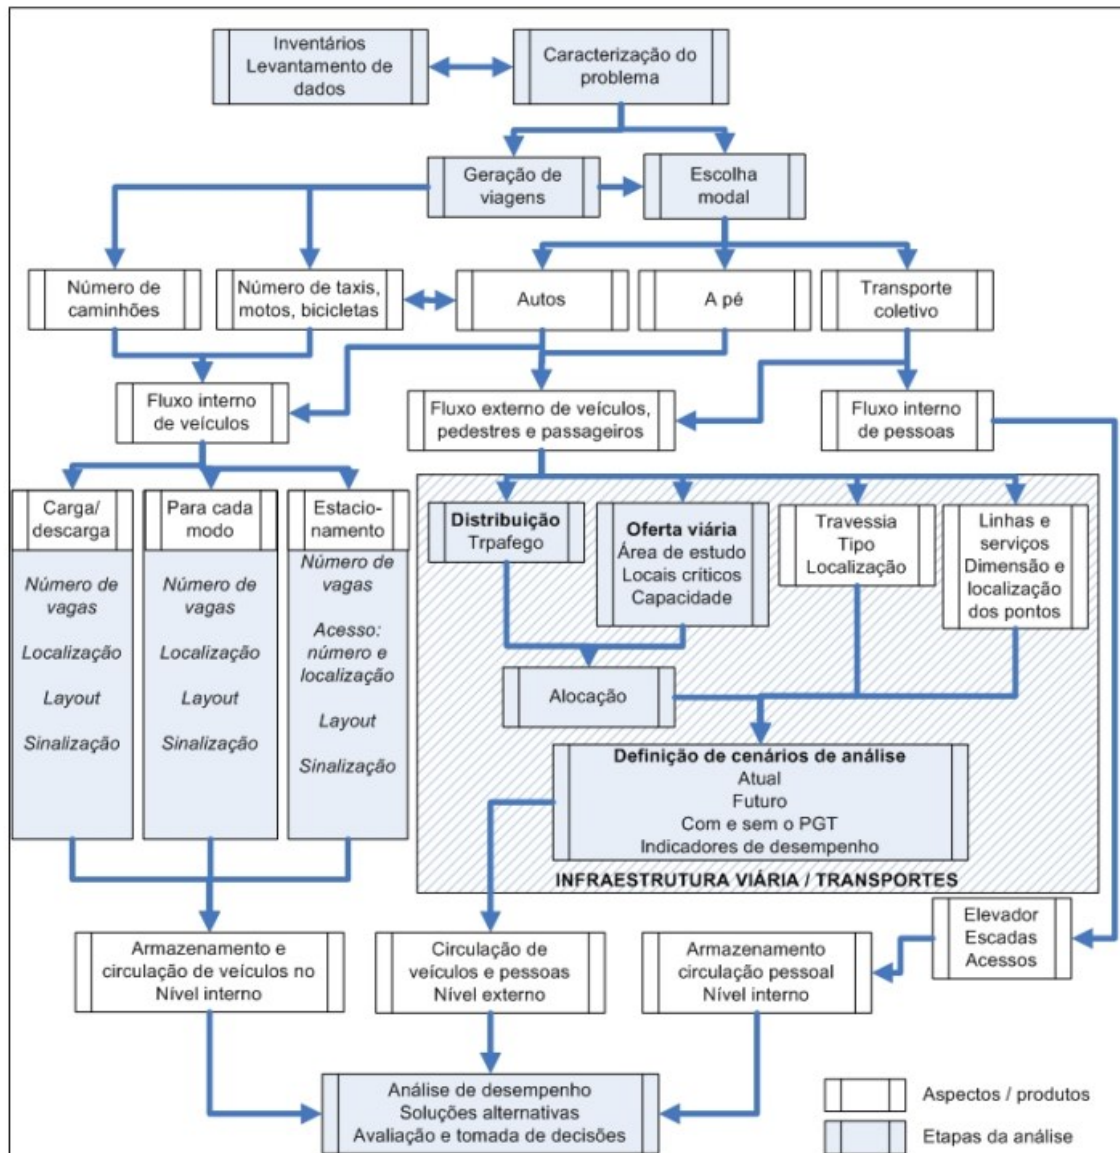 Inventários
Levantamento de
dados
Caracterização do
problema
Geração de
viagens
Escolha
modal
Número de
caminhões
Número de taxis,
motos, bicicletas
Autos
A pé
Transporte
coletivo
Fluxo interno
de veículos
Fluxo externo de veículos,
pedestres e passageiros
Fluxo interno
de pessoas
Carga/
descarga
Número de
vagas
Localização
Layout
Sinalização
Para cada
modo
Número de
vagas
Localização
Layout
Sinalização
Estacio-
namento
Número de
vagas
Acesso:
número e
localização
Layout
Sinalização
Distribuição
Trpafego
Oferta viária
Área de estudo
Locais críticos
Capacidade
Travessia
Tipo
Localização
Linhas e
serviços
Dimensão e
localização
dos pontos
Alocação
Definição de cenários de análise
Atual
Futuro
Com e sem o PGT
Indicadores de desempenho
INFRAESTRUTURA VIÁRIA / TRANSPORTES
Elevador
Escadas
Acessos
Armazenamento e
circulação de veículos no
Nível interno
Circulação de
veículos e pessoas
Nível externo
Armazenamento
circulação pessoal
Nível interno
Análise de desempenho
Soluções alternativas
Avaliação e tomada de decisões
Aspectos / produtos
Etapas da análise